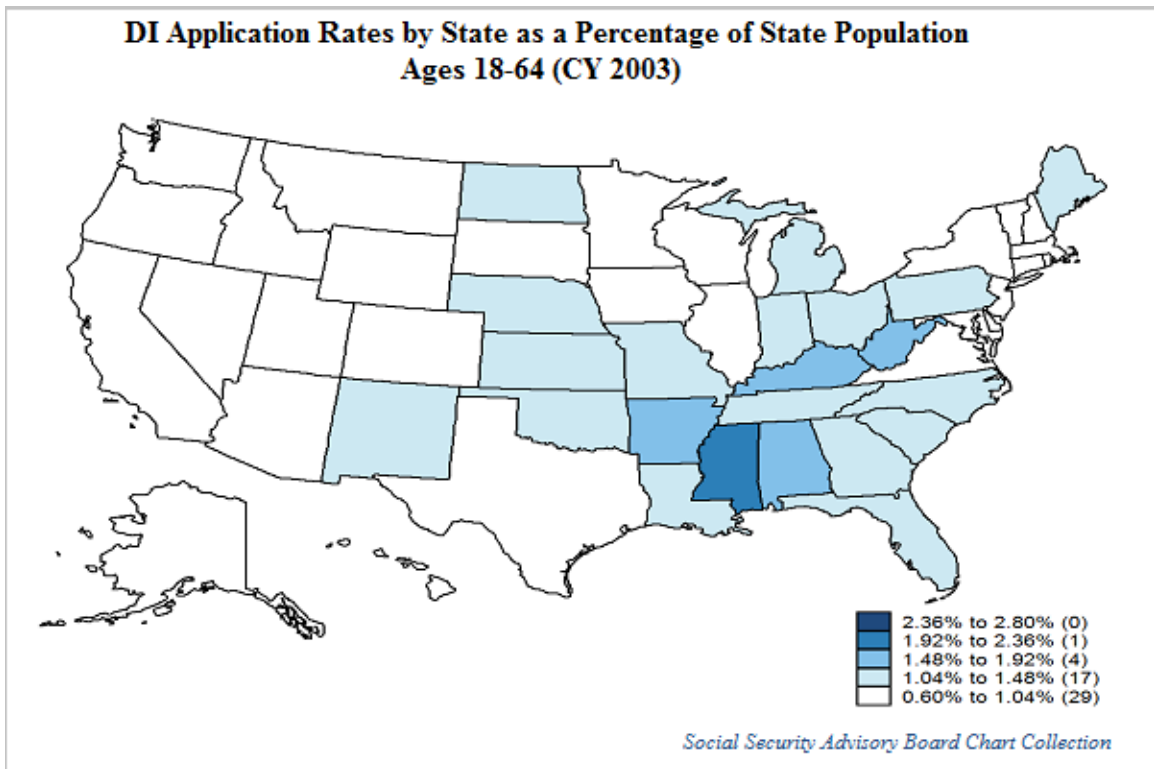 DI Application Rates by State as a Percentage of State Population
Ages 18-64 (CY 2003)
2.36% to 2.80% (0)
1.92% to 2.36% (1)
1.48% to 1.92% (4)
1.04% to 1.48% (17)
0.60% to 1.04% (29)
Social Security Advisory Board Chart Collection